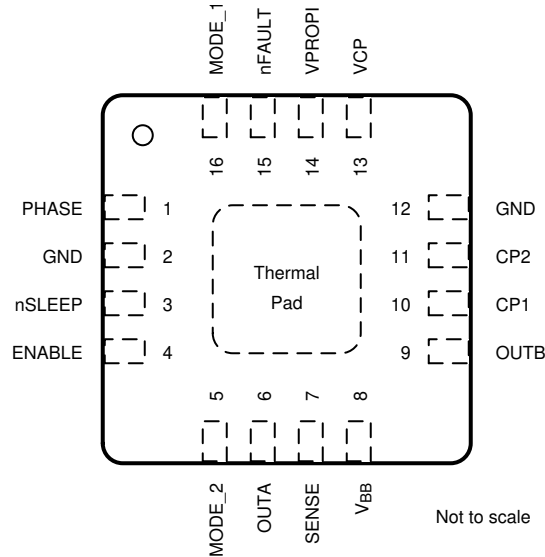 MODE_1
nFAULT
VPROPI
VCP
16
15
14
13
PHASE 1
GND 2
nSLEEP 3
ENABLE 4
Thermal
Pad
12 GND
11 CP2
10 CP1
9 OUTB
5
6
7
8
MODE_2
OUTA
SENSE
VBB
Not to scale